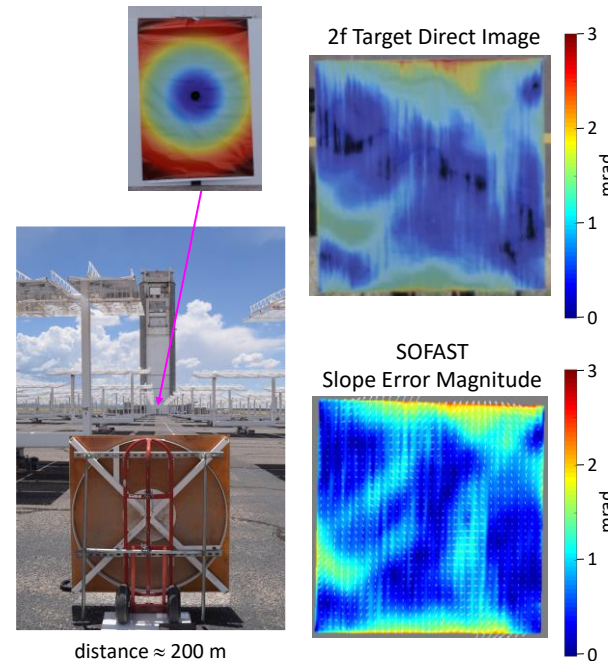 2f Target Direct Image
3
2
mrad
1
0
SOFAST
Slope Error Magnitude
3
2
mrad
1
0
distance ≈ 200 m